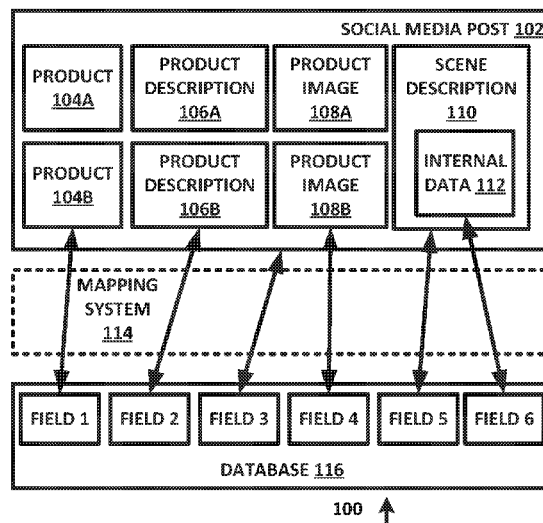 SOCIAL MEDIA POST 102
PRODUCT
104A
PRODUCT
DESCRIPTION
106A
PRODUCT
IMAGE
108A
SCENE
DESCRIPTION
110
INTERNAL
DATA 112
PRODUCT
104B
PRODUCT
DESCRIPTION
106B
PRODUCT
IMAGE
108B
MAPPING
SYSTEM
114
FIELD 1
FIELD 2
FIELD 3
FIELD 4
FIELD 5
FIELD 6
DATABASE 116
100